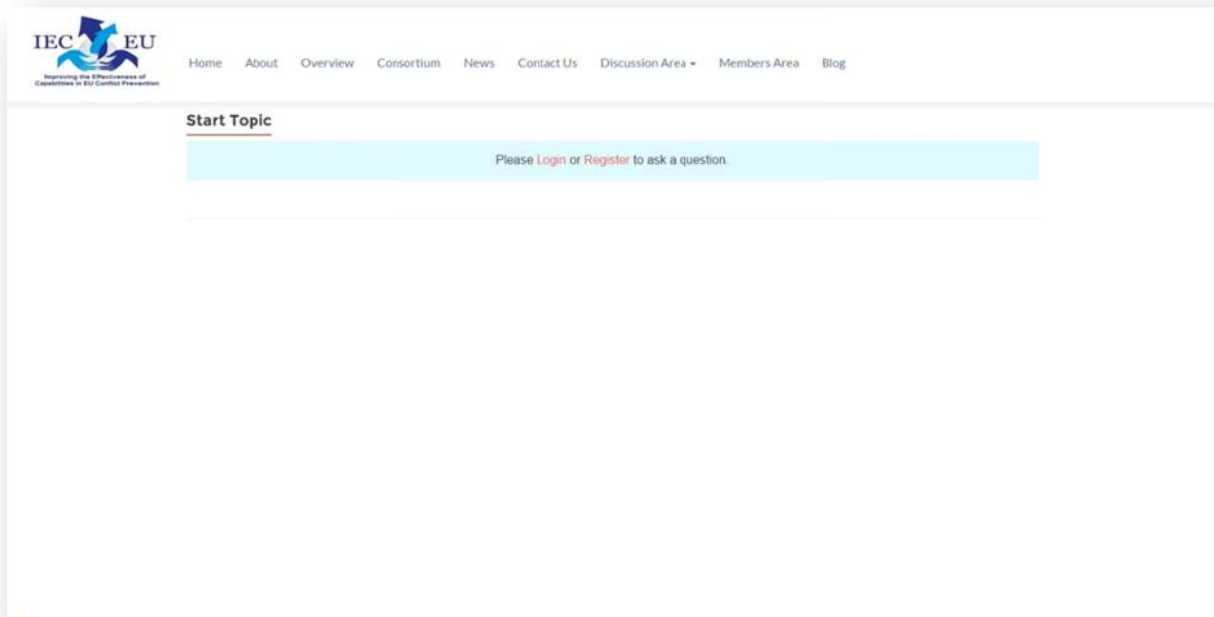 IEC EU
Improving the Effectiveness of
Capabilities in EU Conflict Prevention
Home About Overview Consortium News Contact Us Discussion Area Members Area Blog
Start Topic
Please Login or Register to ask a question.